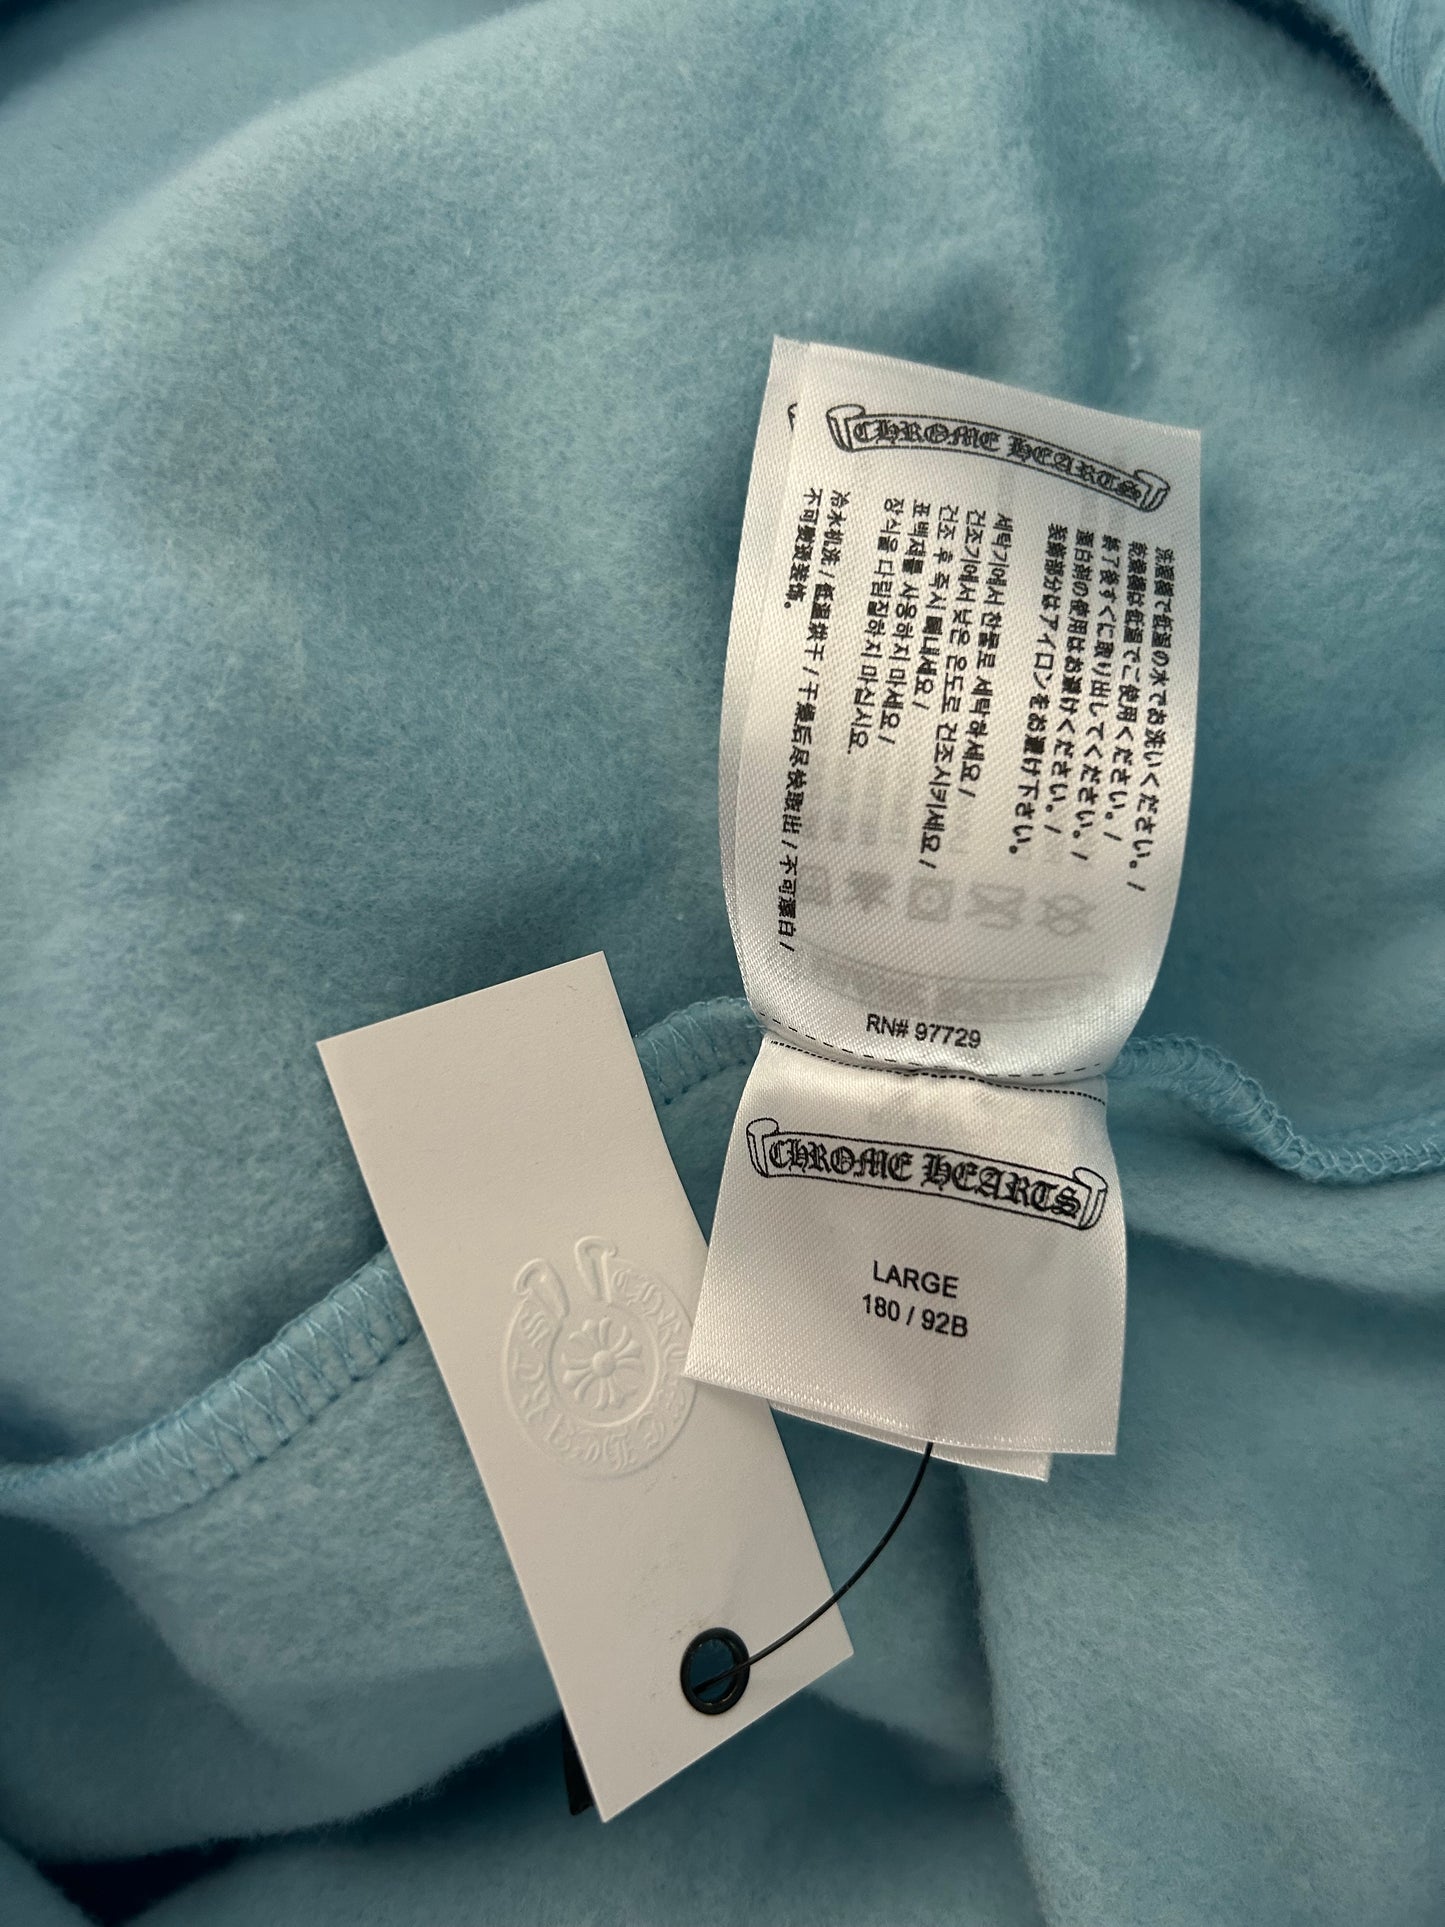 CHROME HEARTS
洗濯機で低温の水でお洗いください。/
乾燥機は低温でご使用ください。/
終了後すぐに取り出してください。/
蛋白剤の使用はお避けください。/
装飾部分はアイロンをお避け下さい。
세탁기에서 찬물로 세탁하세요 /
건조기에서 낮은 온도로 건조시키세요 /
건조 후 즉시 꺼내세요 /
표백제를 사용하지 마세요 /
장식을 다림질하지 마십시요.
冷水机洗 / 低温烘干 / 干燥后尽快取出 / 不可漂白 /
不可熨烫装饰。
RN# 97729
CHROME HEARTS
LARGE
180 / 92B
CHROME HEARTS